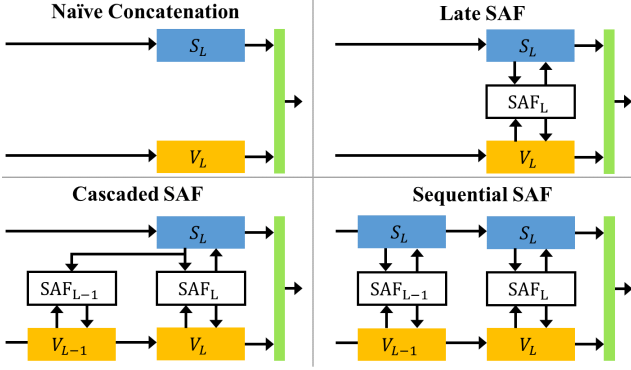 Naïve Concatenation
S_L
V_L
Late SAF
S_L
SAF_L
V_L
Cascaded SAF
S_L
SAF_{L−1} SAF_L
V_{L−1} V_L
Sequential SAF
S_L S_L
SAF_{L−1} SAF_L
V_{L−1} V_L